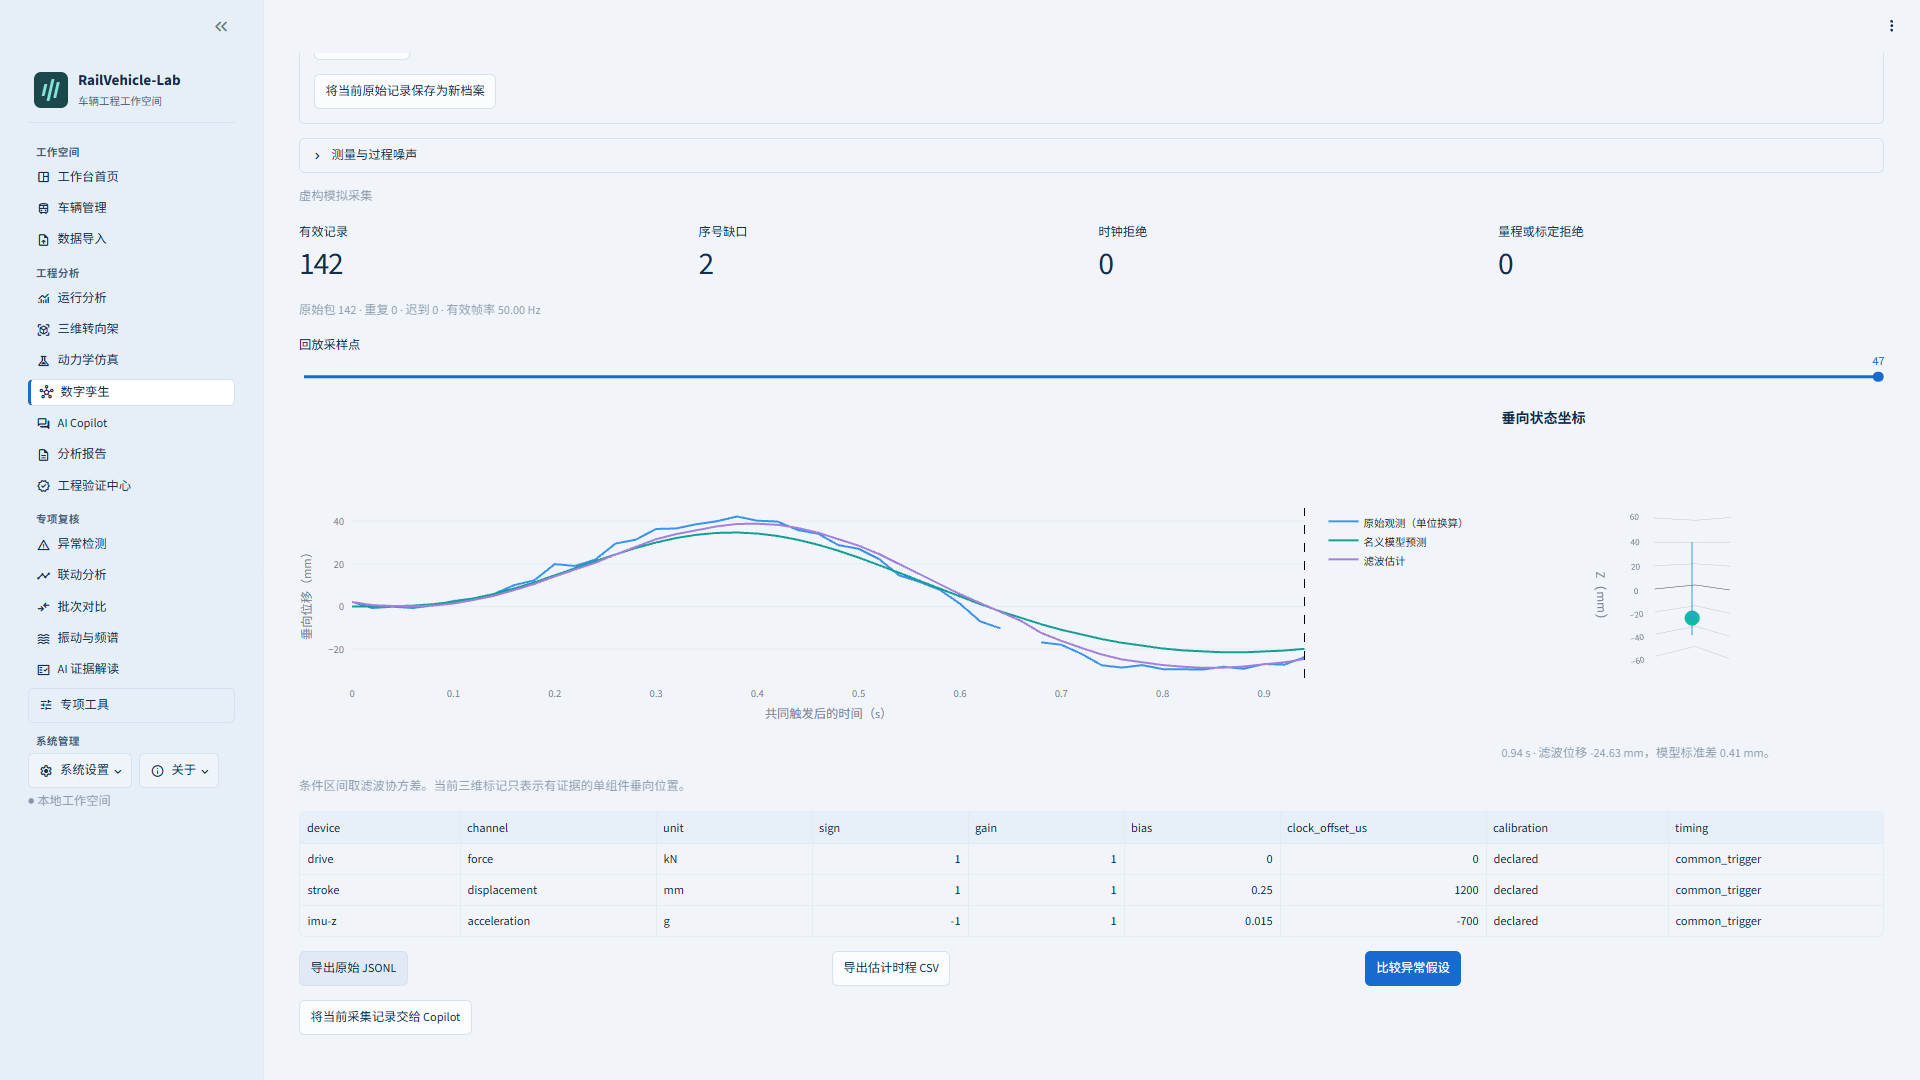 RailVehicle-Lab
车辆工程工作空间
工作空间
工作台首页
车辆管理
数据导入
工程分析
运行分析
三维转向架
动力学仿真
数字孪生
AI Copilot
分析报告
工程验证中心
专项复核
异常检测
联动分析
批次对比
振动与频谱
AI 证据解读
专项工具
系统管理
系统设置 关于
本地工作空间
将当前原始记录保存为新档案
测量与过程噪声
虚构模拟采集
有效记录 序号缺口 时钟拒绝 量程或标定拒绝
142 2 0 0
原始包 142 · 重复 0 · 迟到 0 · 有效帧率 50.00 Hz
回放采样点
47
垂向状态坐标
垂向位移（mm）
40
20
0
−20
0 0.1 0.2 0.3 0.4 0.5 0.6 0.7 0.8 0.9
共同触发后的时间（s）
原始观测（单位换算）
名义模型预测
滤波估计
Z（mm）
60
40
20
0
−20
−40
−60
0.94 s · 滤波位移 -24.63 mm，模型标准差 0.41 mm。
条件区间取滤波协方差。当前三维标记只表示有证据的单组件垂向位置。
device channel unit sign gain bias clock_offset_us calibration timing
drive force kN 1 1 0 0 declared common_trigger
stroke displacement mm 1 1 0.25 1200 declared common_trigger
imu-z acceleration g -1 1 0.015 -700 declared common_trigger
导出原始 JSONL 导出估计时程 CSV 比较异常假设
将当前采集记录交给 Copilot